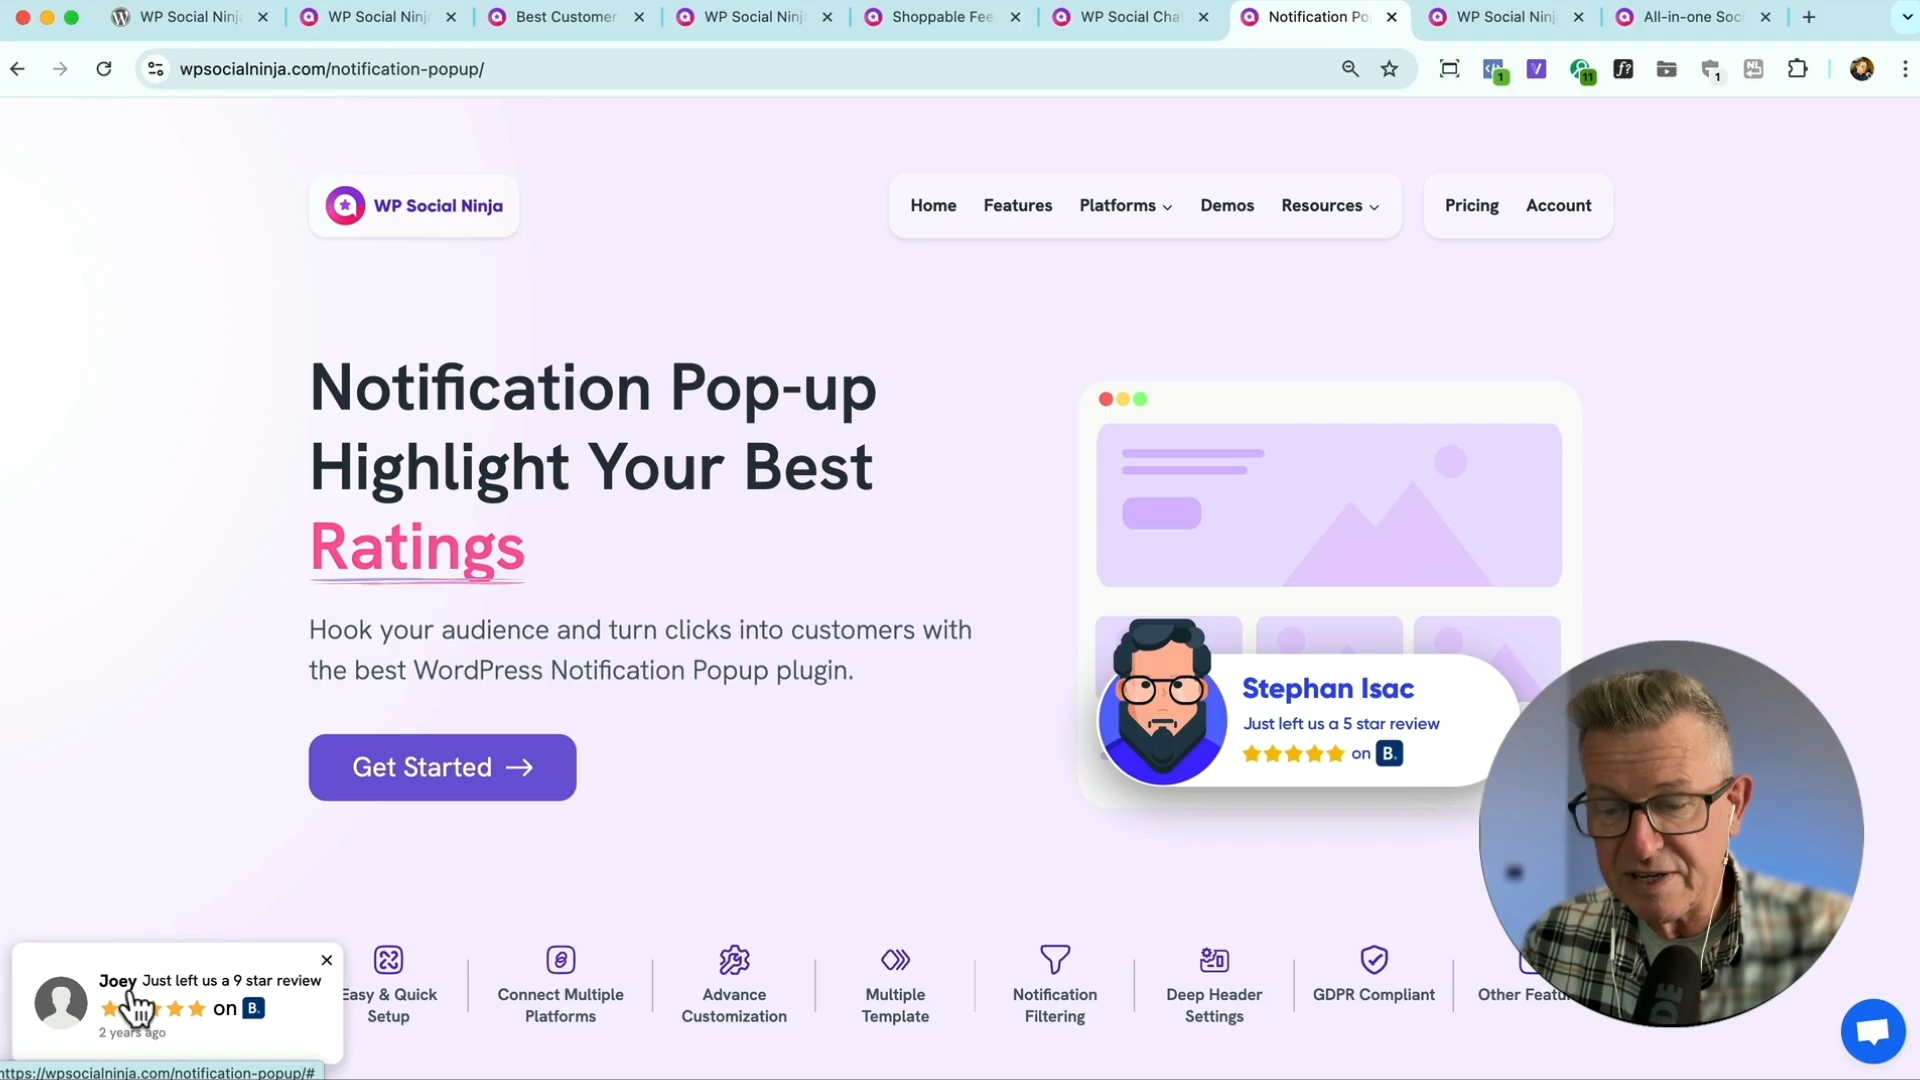 WP Social Ninj
WP Social Ninj
Best Customer
WP Social Ninj
Shoppable Fee
WP Social Cha
Notification Po
WP Social Ninj
All-in-one Soc
wpsocialninja.com/notification-popup/
1
11
f?
1
NL
WP Social Ninja
Home
Features
Platforms
Demos
Resources
Pricing
Account
Notification Pop-up
Highlight Your Best
Ratings
Hook your audience and turn clicks into customers with
the best WordPress Notification Popup plugin.
Get Started
Stephan Isac
Just left us a 5 star review
on B.
Joey Just left us a 9 star review
on B.
2 years ago
Easy & Quick
Setup
Connect Multiple
Platforms
Advance
Customization
Multiple
Template
Notification
Filtering
Deep Header
Settings
GDPR Compliant
Other Featu
https://wpsocialninja.com/notification-popup/#